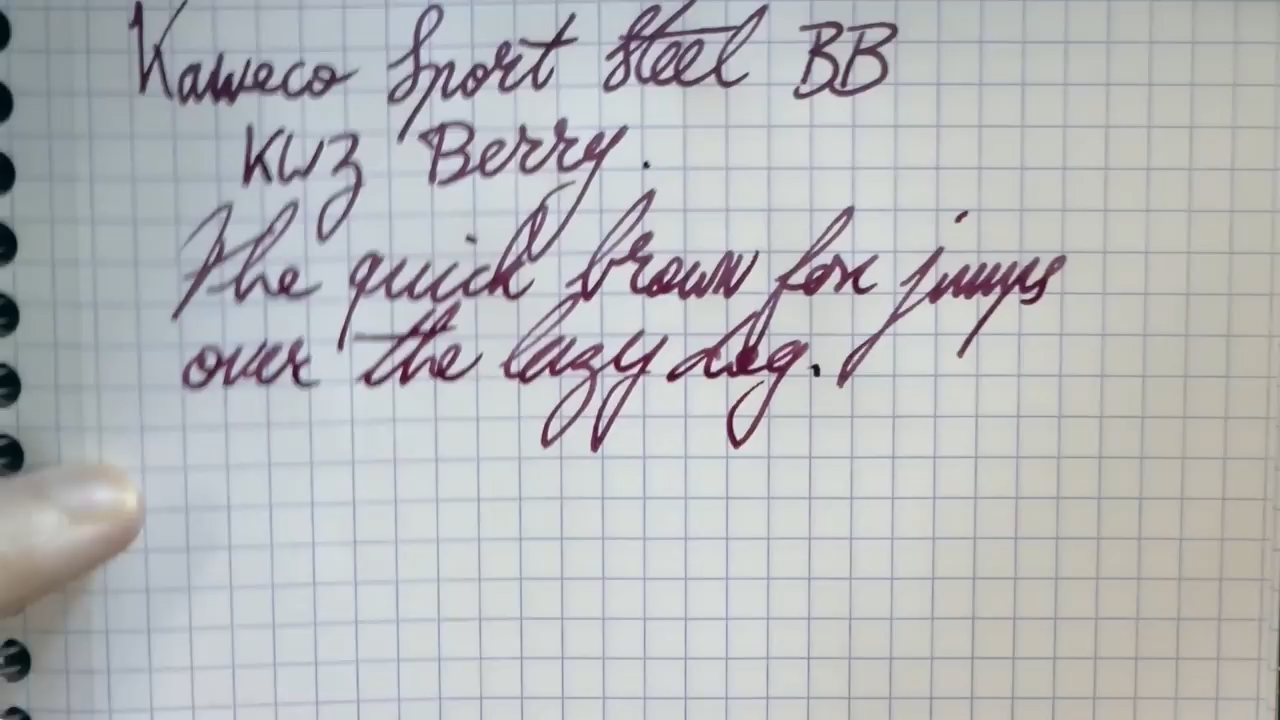 Kaweco Sport Steel BB
KWZ Berry.
The quick brown fox jumps
over the lazy dog.